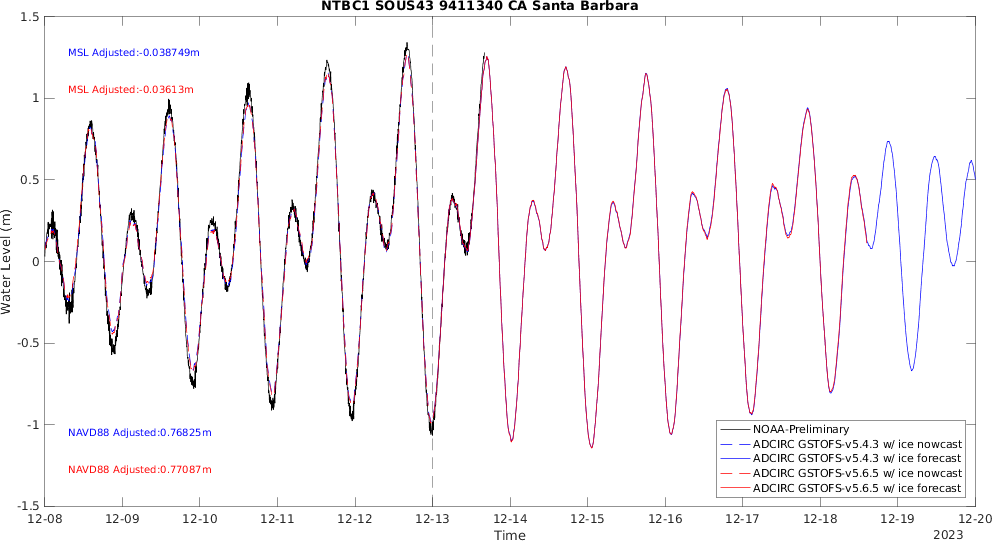 NTBC1 SOUS43 9411340 CA Santa Barbara
1.5
1
0.5
0
-0.5
-1
-1.5
Water Level (m)
MSL Adjusted:-0.038749m
MSL Adjusted:-0.03613m
NAVD88 Adjusted:0.76825m
NAVD88 Adjusted:0.77087m
NOAA-Preliminary
ADCIRC GSTOFS-v5.4.3 w/ ice nowcast
ADCIRC GSTOFS-v5.4.3 w/ ice forecast
ADCIRC GSTOFS-v5.6.5 w/ ice nowcast
ADCIRC GSTOFS-v5.6.5 w/ ice forecast
12-08 12-09 12-10 12-11 12-12 12-13 12-14 12-15 12-16 12-17 12-18 12-19 12-20
Time
2023